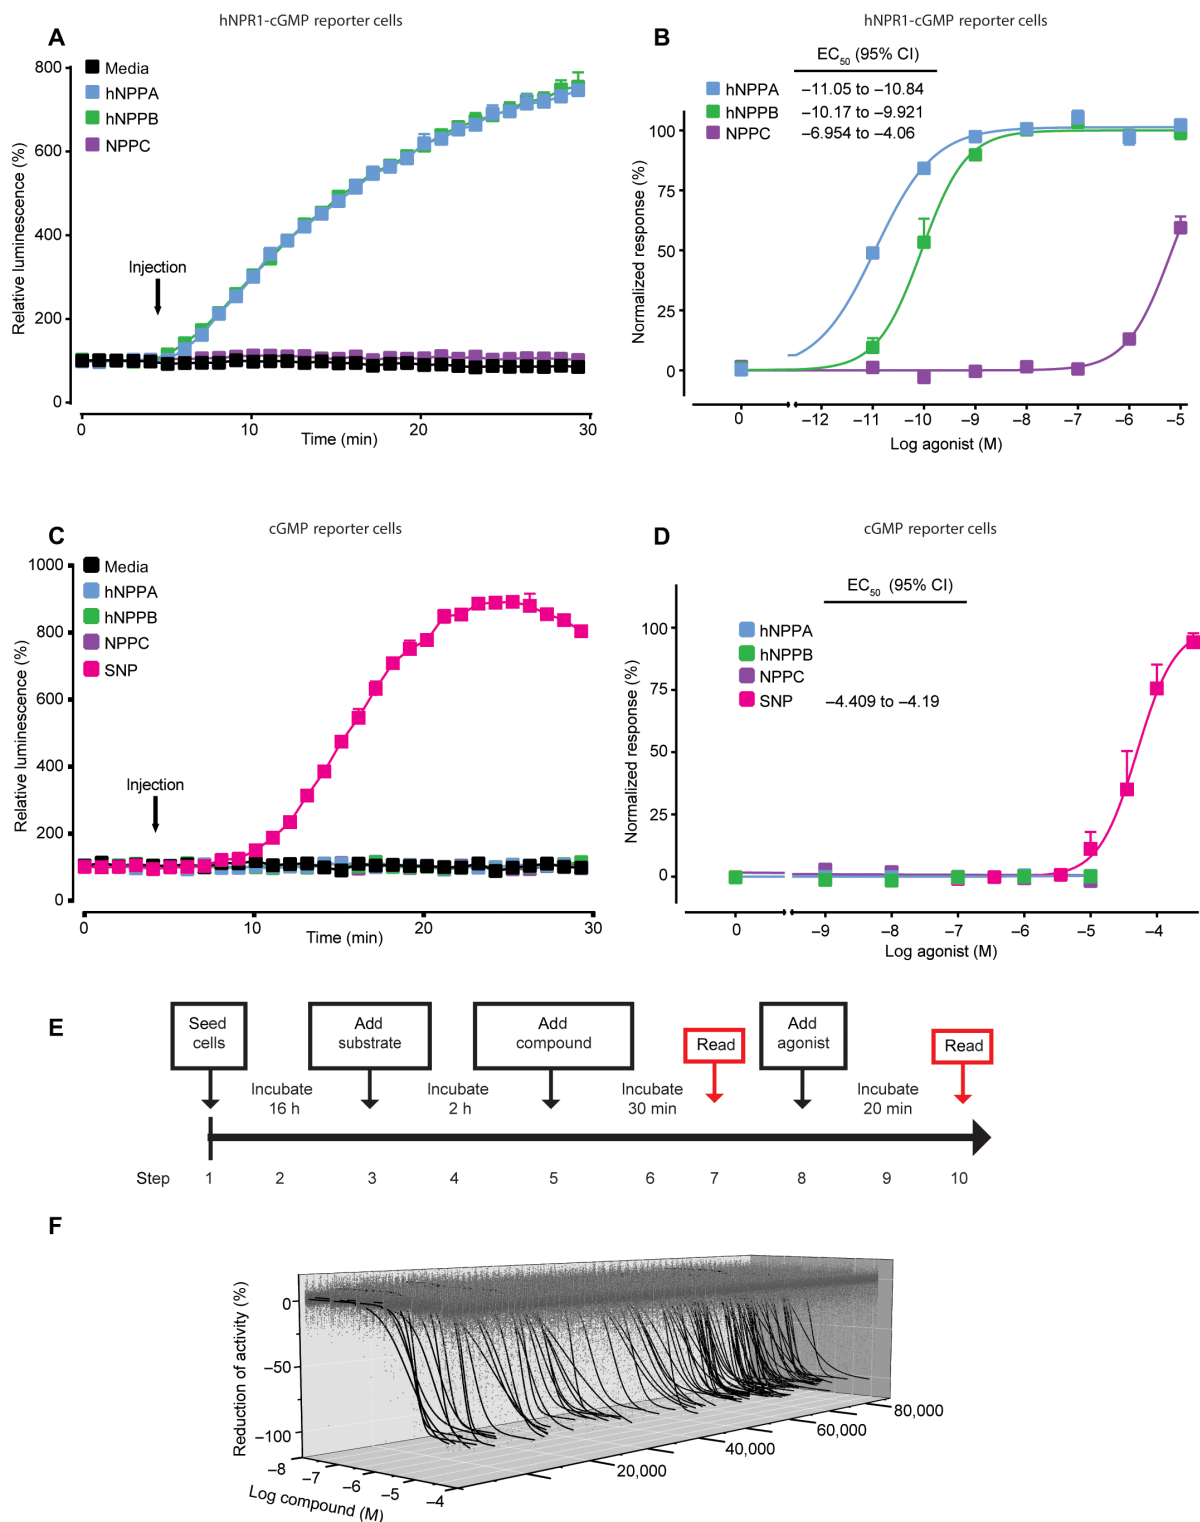 hNPR1-cGMP reporter cells
A
Media
hNPPA
hNPPB
NPPC
Relative luminescence (%)
800
600
400
200
0
Injection
0 10 20 30
Time (min)
hNPR1-cGMP reporter cells
B
EC50 (95% CI)
hNPPA −11.05 to −10.84
hNPPB −10.17 to −9.921
NPPC −6.954 to −4.06
Normalized response (%)
100
75
50
25
0
0 −12 −11 −10 −9 −8 −7 −6 −5
Log agonist (M)
cGMP reporter cells
C
Media
hNPPA
hNPPB
NPPC
SNP
Relative luminescence (%)
1000
800
600
400
200
0
Injection
0 10 20 30
Time (min)
cGMP reporter cells
D
EC50 (95% CI)
hNPPA
hNPPB
NPPC
SNP −4.409 to −4.19
Normalized response (%)
100
75
50
25
0
0 −9 −8 −7 −6 −5 −4
Log agonist (M)
E
Seed cells
Add substrate
Add compound
Read
Add agonist
Read
Incubate 16 h
Incubate 2 h
Incubate 30 min
Incubate 20 min
Step 1 2 3 4 5 6 7 8 9 10
F
Reduction of activity (%)
0
−50
−100
−8 −7 −6 −5 −4
Log compound (M)
20,000 40,000 60,000 80,000